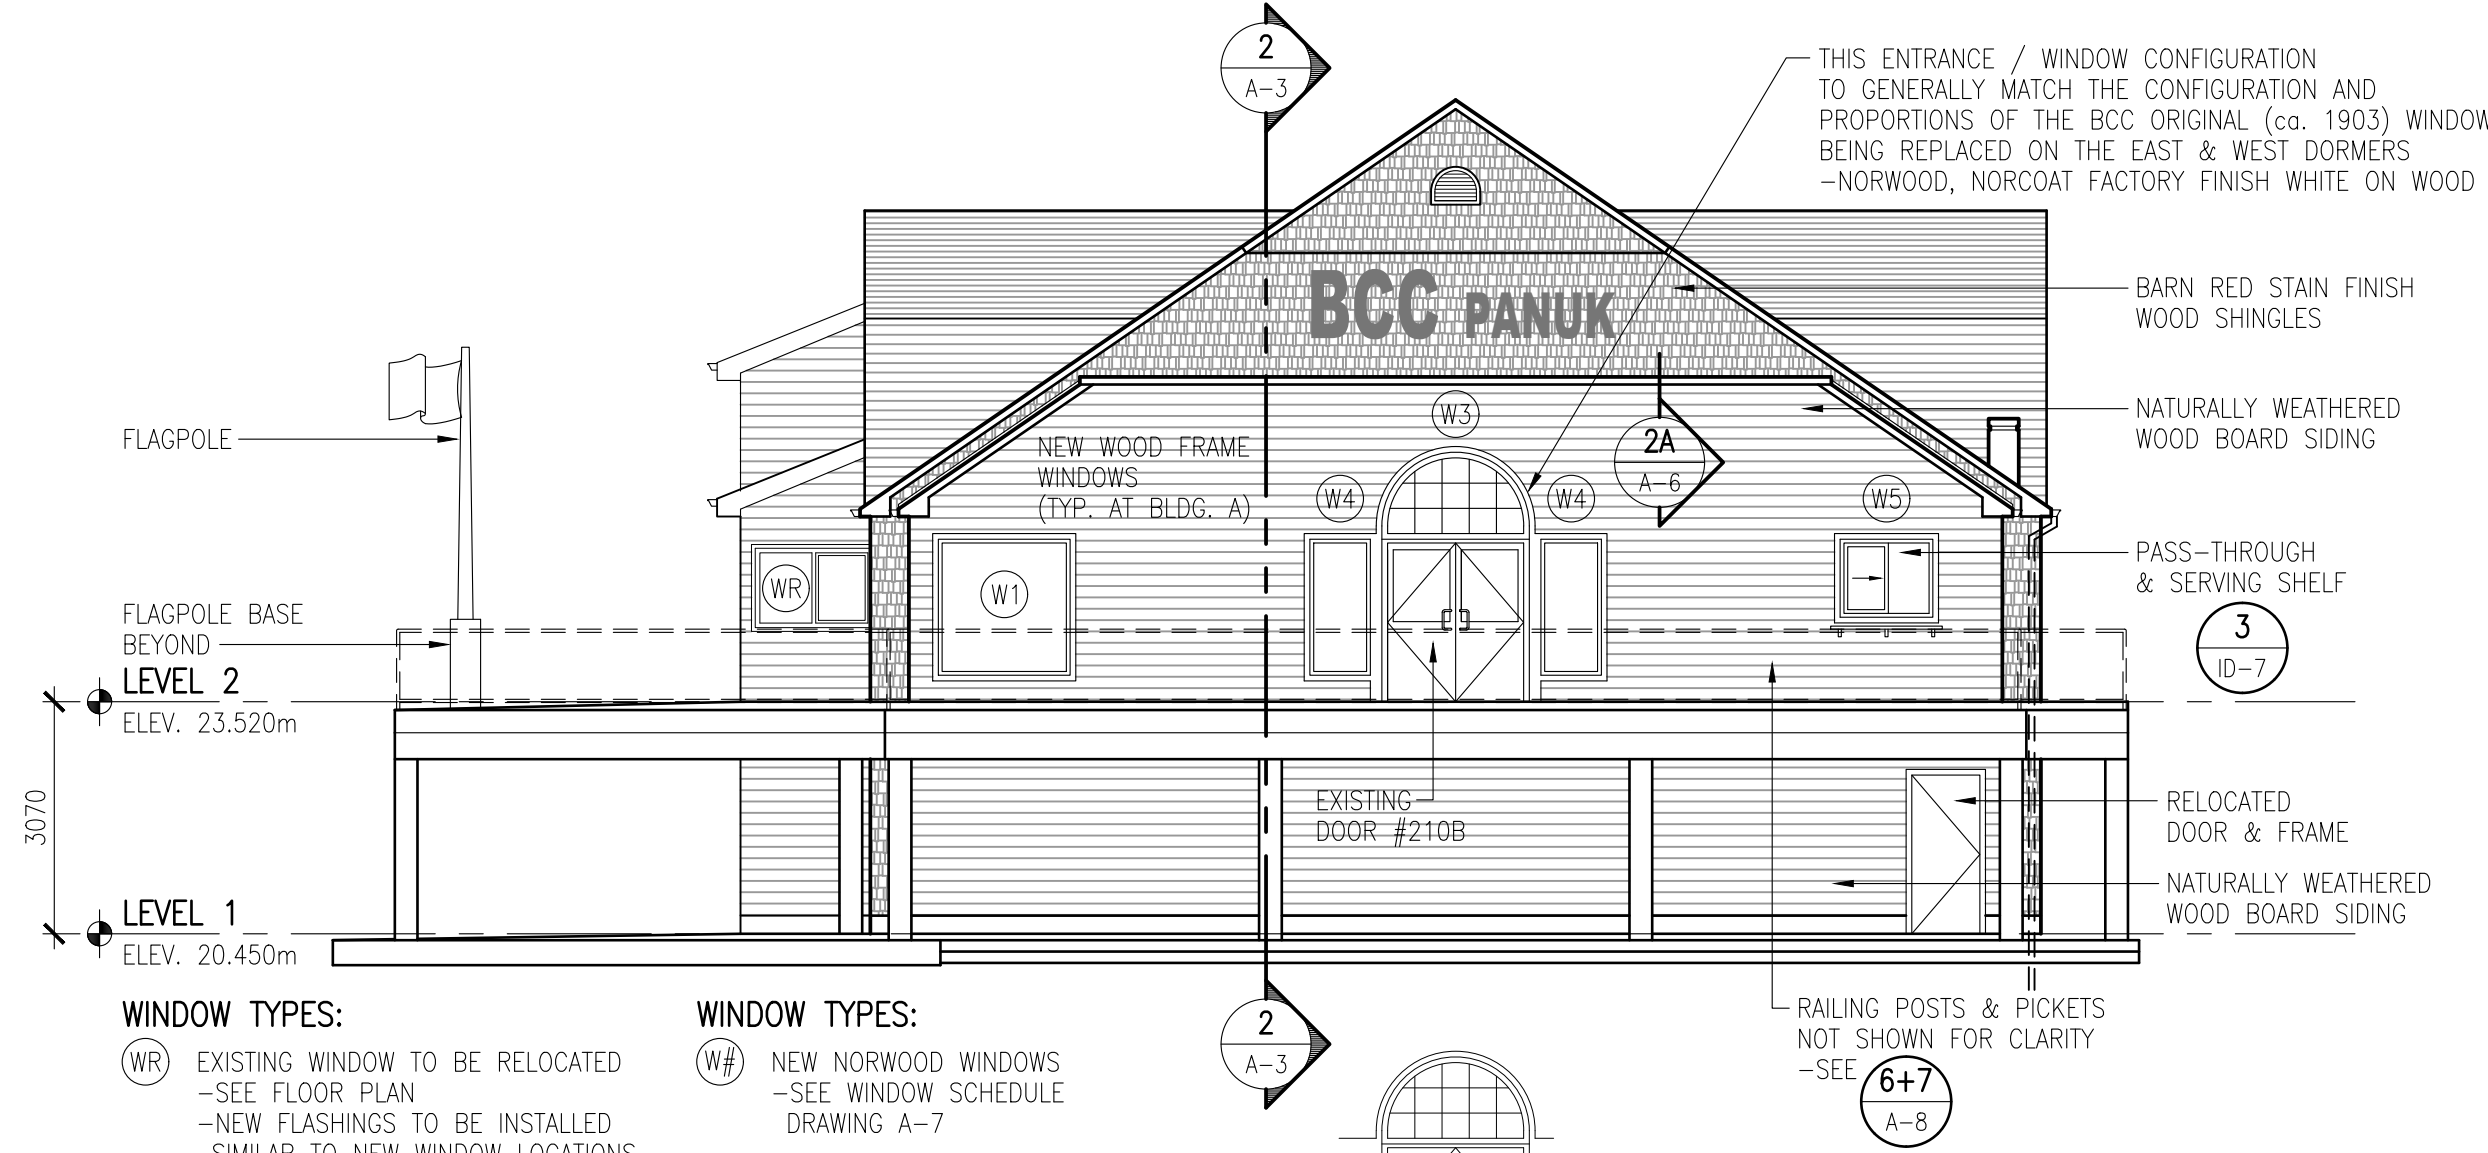 2
A-3
THIS ENTRANCE / WINDOW CONFIGURATION
TO GENERALLY MATCH THE CONFIGURATION AND
PROPORTIONS OF THE BCC ORIGINAL (ca. 1903) WINDOW
BEING REPLACED ON THE EAST & WEST DORMERS
-NORWOOD, NORCOAT FACTORY FINISH WHITE ON WOOD
BCC PANUK
BARN RED STAIN FINISH
WOOD SHINGLES
NATURALLY WEATHERED
WOOD BOARD SIDING
FLAGPOLE
NEW WOOD FRAME
WINDOWS
(TYP. AT BLDG. A)
W3
2A
A-6
W4
W4
W5
PASS-THROUGH
& SERVING SHELF
3
ID-7
WR
W1
FLAGPOLE BASE
BEYOND
LEVEL 2
ELEV. 23.520m
3070
EXISTING
DOOR #210B
RELOCATED
DOOR & FRAME
NATURALLY WEATHERED
WOOD BOARD SIDING
LEVEL 1
ELEV. 20.450m
WINDOW TYPES:
WR EXISTING WINDOW TO BE RELOCATED
-SEE FLOOR PLAN
-NEW FLASHINGS TO BE INSTALLED
SIMILAR TO NEW WINDOW LOCATIONS
WINDOW TYPES:
W# NEW NORWOOD WINDOWS
-SEE WINDOW SCHEDULE
DRAWING A-7
2
A-3
RAILING POSTS & PICKETS
NOT SHOWN FOR CLARITY
-SEE
6+7
A-8